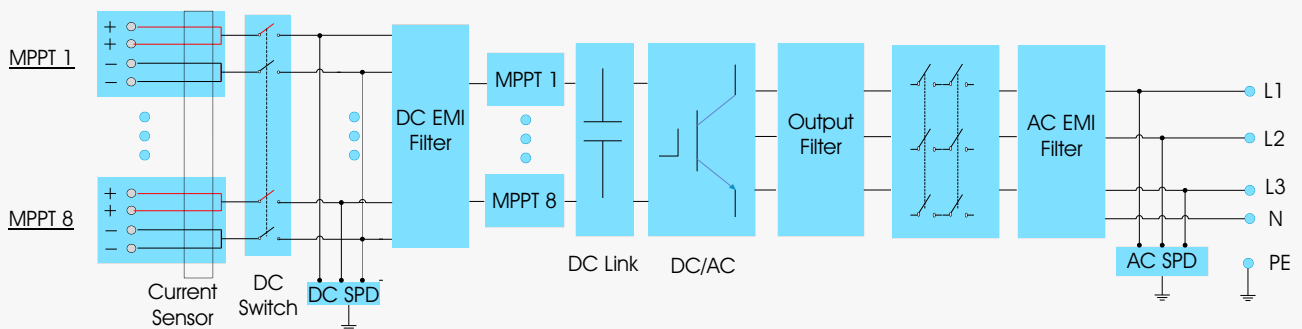 MPPT 1
+
+
−
−
MPPT 8
+
+
−
−
Current
Sensor
DC
Switch
DC SPD
DC EMI
Filter
MPPT 1
MPPT 8
DC Link
DC/AC
Output
Filter
AC EMI
Filter
L1
L2
L3
N
AC SPD
PE